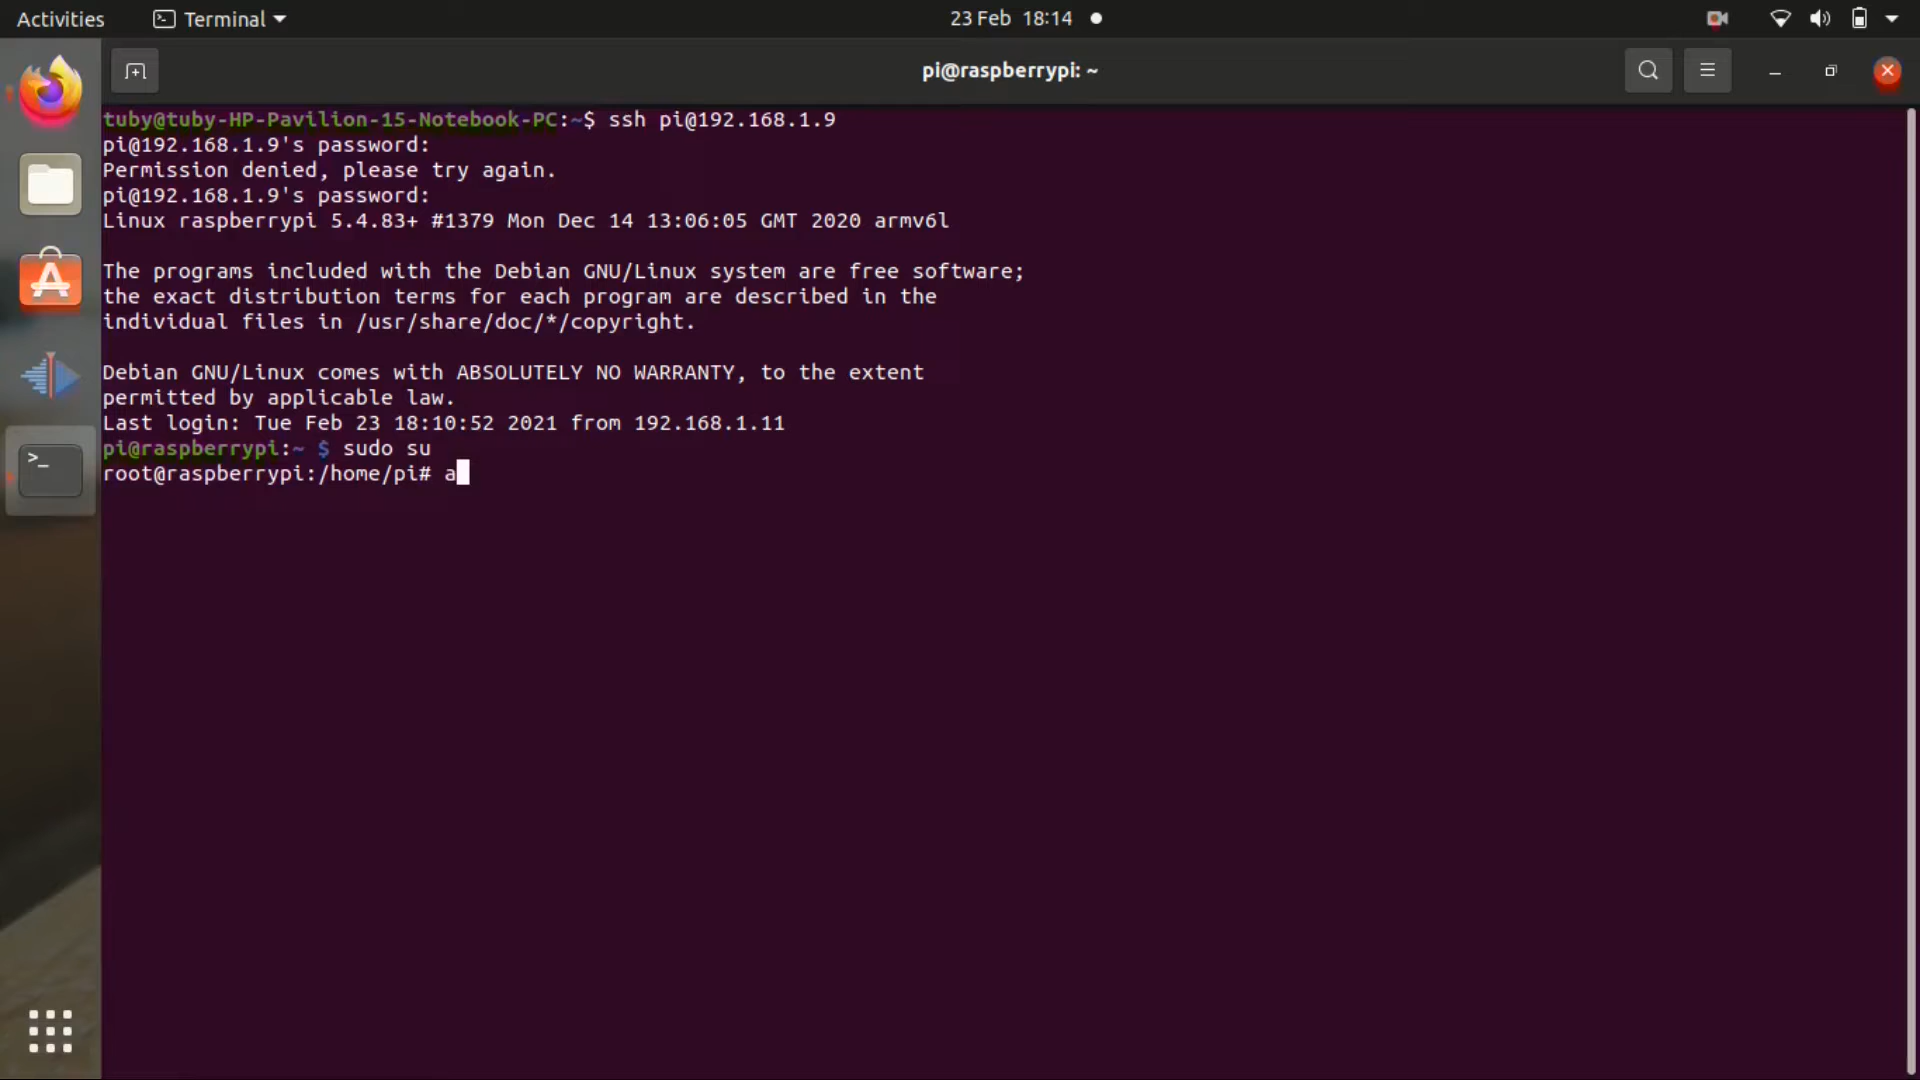 Activities
Terminal
23 Feb 18:14
pi@raspberrypi: ~
tuby@tuby-HP-Pavilion-15-Notebook-PC:~$ ssh pi@192.168.1.9
pi@192.168.1.9's password:
Permission denied, please try again.
pi@192.168.1.9's password:
Linux raspberrypi 5.4.83+ #1379 Mon Dec 14 13:06:05 GMT 2020 armv6l
The programs included with the Debian GNU/Linux system are free software;
the exact distribution terms for each program are described in the
individual files in /usr/share/doc/*/copyright.
Debian GNU/Linux comes with ABSOLUTELY NO WARRANTY, to the extent
permitted by applicable law.
Last login: Tue Feb 23 18:10:52 2021 from 192.168.1.11
pi@raspberrypi:~ $ sudo su
root@raspberrypi:/home/pi# a